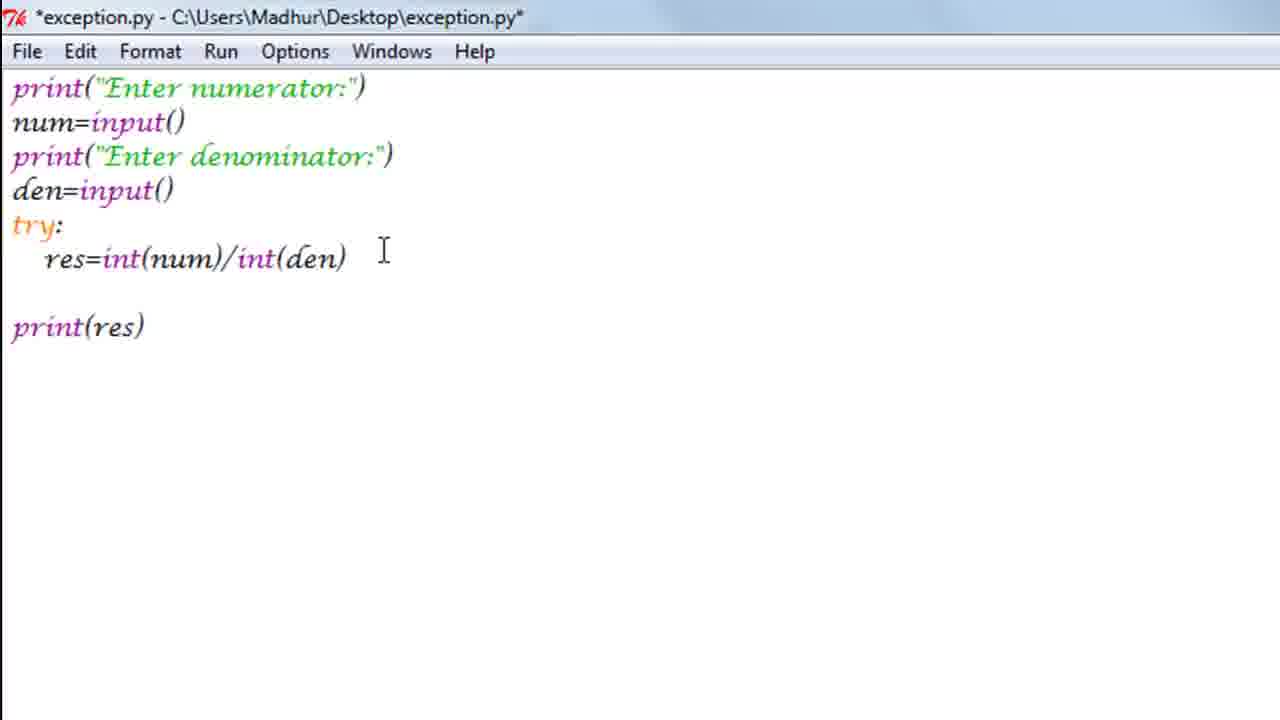 *exception.py - C:\Users\Madhur\Desktop\exception.py*
File Edit Format Run Options Windows Help
print("Enter numerator:")
num=input()
print("Enter denominator:")
den=input()
try:
    res=int(num)/int(den)
print(res)